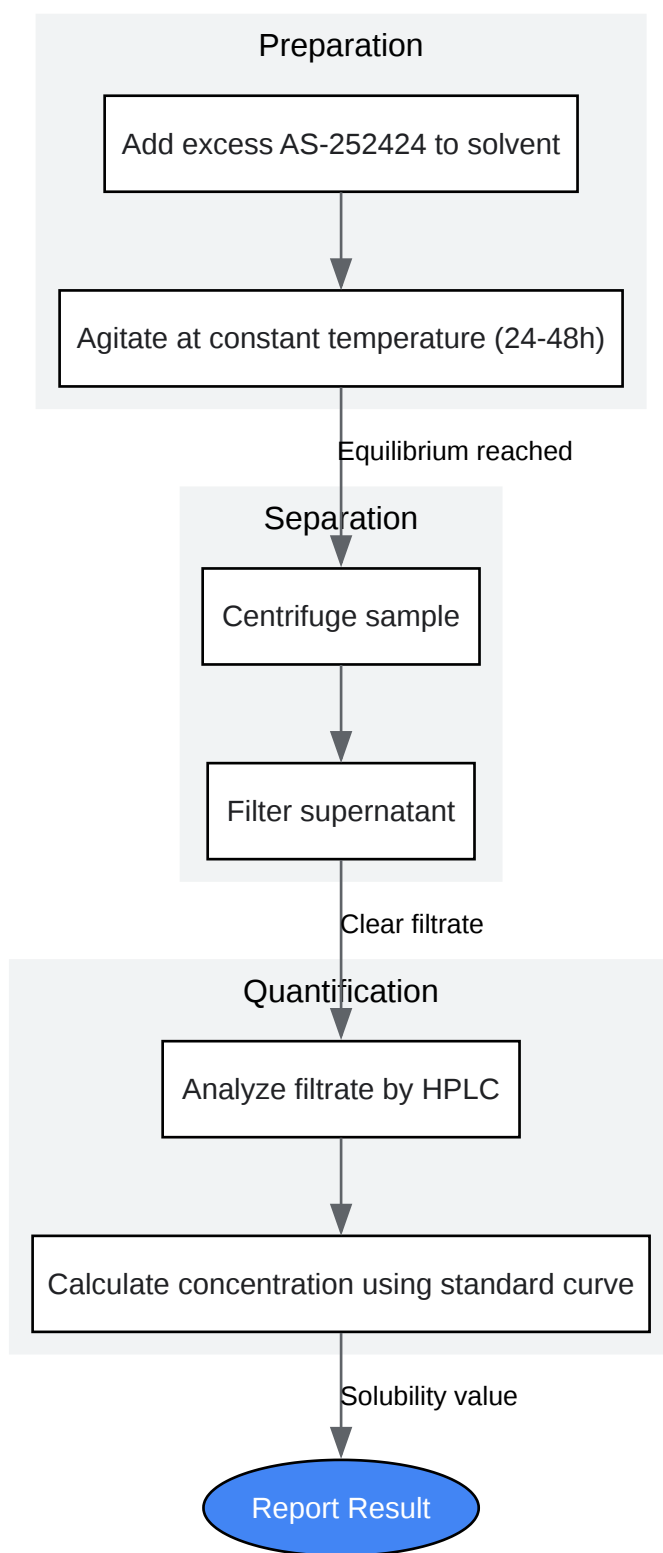 Preparation
Add excess AS-252424 to solvent
Agitate at constant temperature (24-48h)
Equilibrium reached
Separation
Centrifuge sample
Filter supernatant
Clear filtrate
Quantification
Analyze filtrate by HPLC
Calculate concentration using standard curve
Solubility value
Report Result